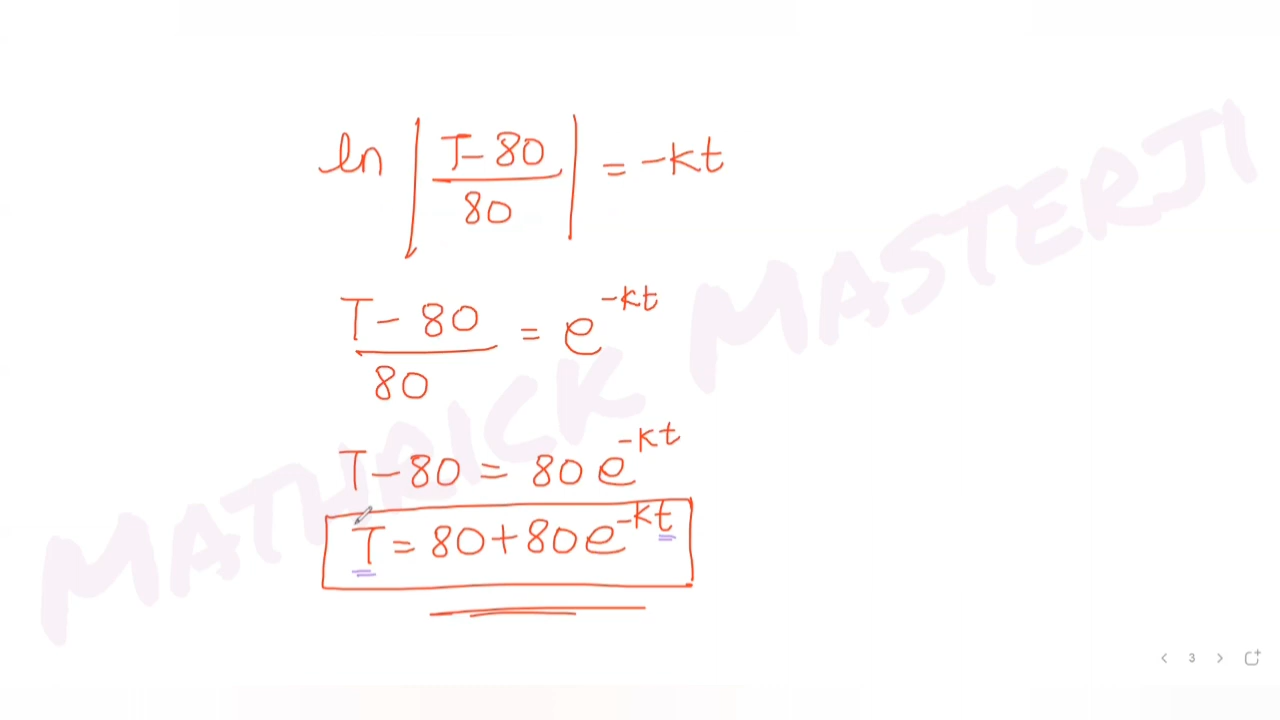 ln |T-80/80| = -kt
T-80/80 = e^-kt
T-80 = 80e^-kt
T = 80+80e^-kt
MATHRICK MASTERJI
< 3 >